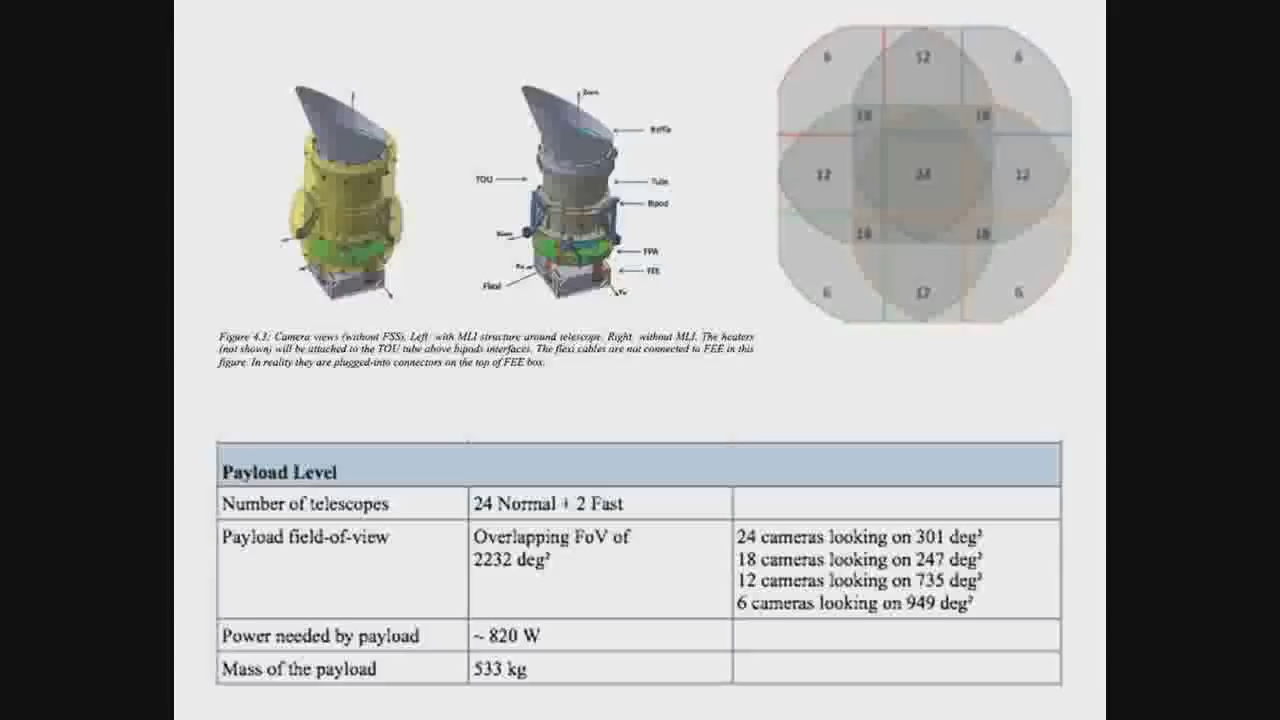 Zoom
Baffle
TOU
Tube
Bipod
FPA
FEE
Flexi
6 12 6
18 18
12 24 12
18 18
6 12 6
Figure 4.3: Camera views (without FSS). Left: with MLI structure around telescope. Right: without MLI. The heaters
(not shown) will be attached to the TOU tube above bipods interfaces. The flexi cables are not connected to FEE in this
figure. In reality they are plugged-into connectors on the top of FEE box.
Payload Level
Number of telescopes 24 Normal + 2 Fast
Payload field-of-view Overlapping FoV of 24 cameras looking on 301 deg²
2232 deg² 18 cameras looking on 247 deg²
12 cameras looking on 735 deg²
6 cameras looking on 949 deg²
Power needed by payload ~ 820 W
Mass of the payload 533 kg